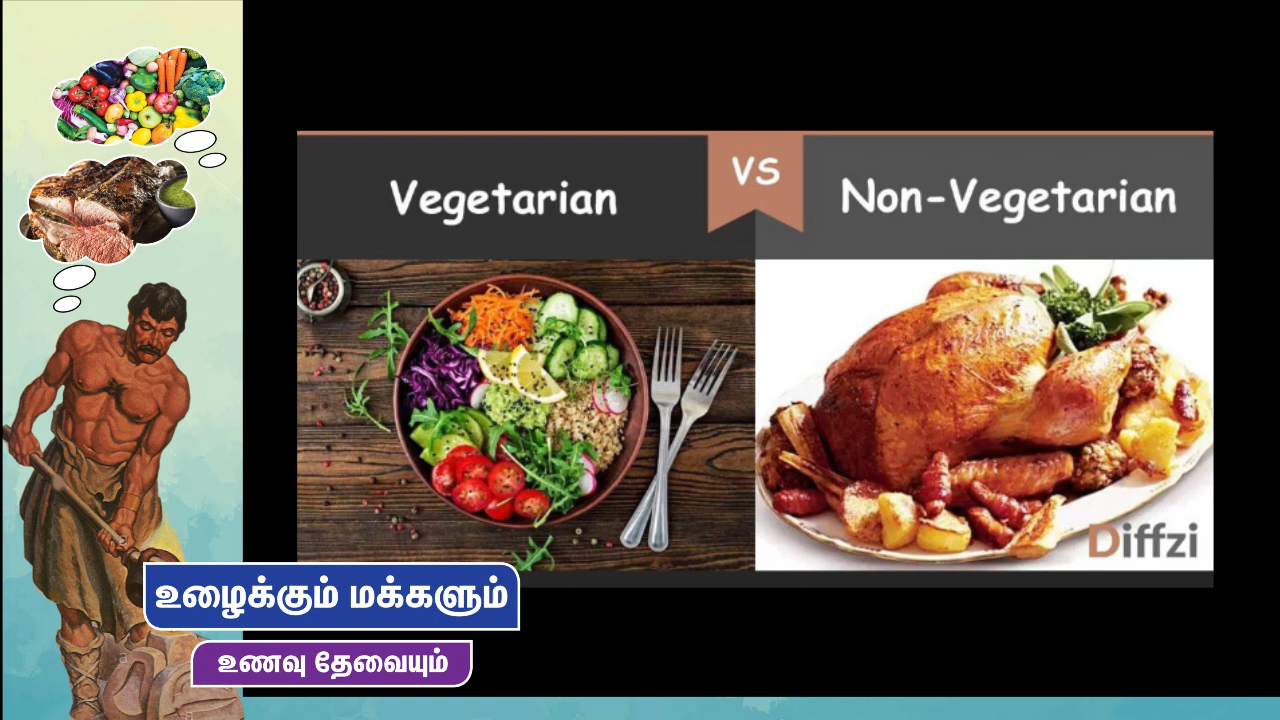 Vegetarian
VS
Non-Vegetarian
Diffzi
உழைக்கும் மக்களும்
உணவு தேவையும்